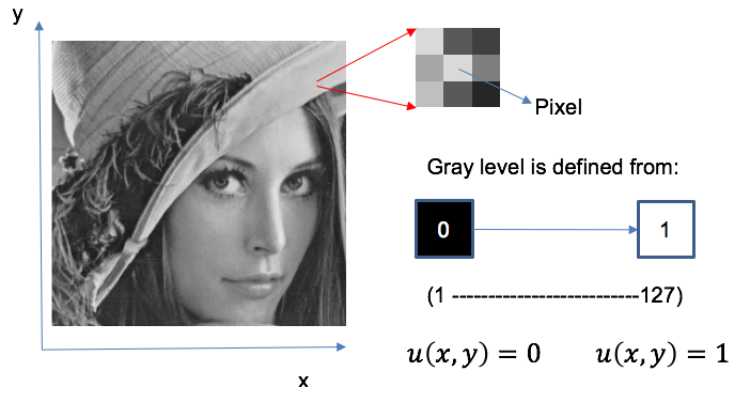 y
Pixel
Gray level is defined from:
0 1
(1 --------------------------127)
u(x, y) = 0 u(x, y) = 1
x